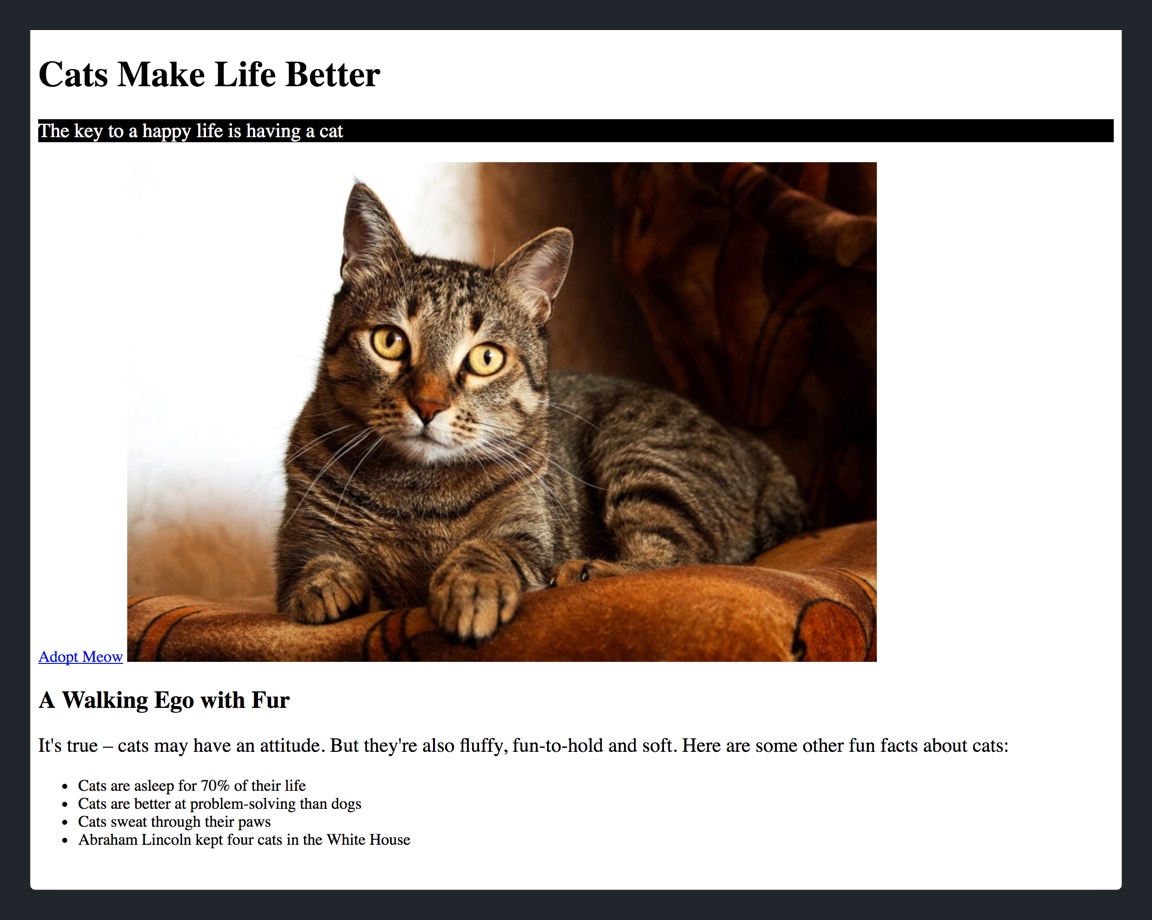 Cats Make Life Better
The key to a happy life is having a cat
Adopt Meow
A Walking Ego with Fur
It's true – cats may have an attitude. But they're also fluffy, fun-to-hold and soft. Here are some other fun facts about cats:
• Cats are asleep for 70% of their life
• Cats are better at problem-solving than dogs
• Cats sweat through their paws
• Abraham Lincoln kept four cats in the White House